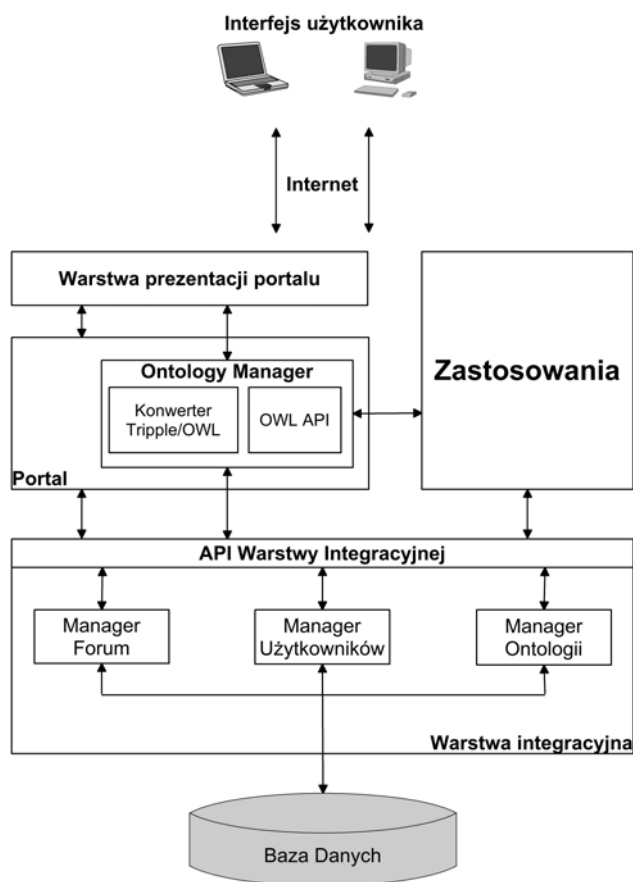 Interfejs użytkownika
Internet
Warstwa prezentacji portalu
Zastosowania
Ontology Manager
Konwerter
Tripple/OWL
OWL API
Portal
API Warstwy Integracyjnej
Manager
Forum
Manager
Użytkowników
Manager
Ontologii
Warstwa integracyjna
Baza Danych